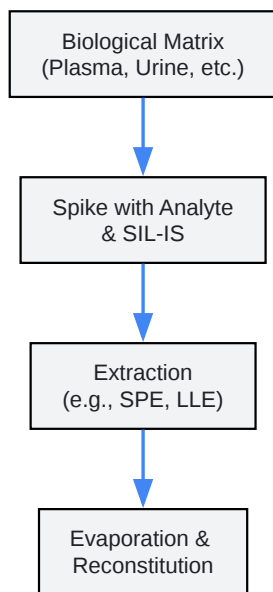 Biological Matrix
(Plasma, Urine, etc.)
Spike with Analyte
& SIL-IS
Extraction
(e.g., SPE, LLE)
Evaporation &
Reconstitution